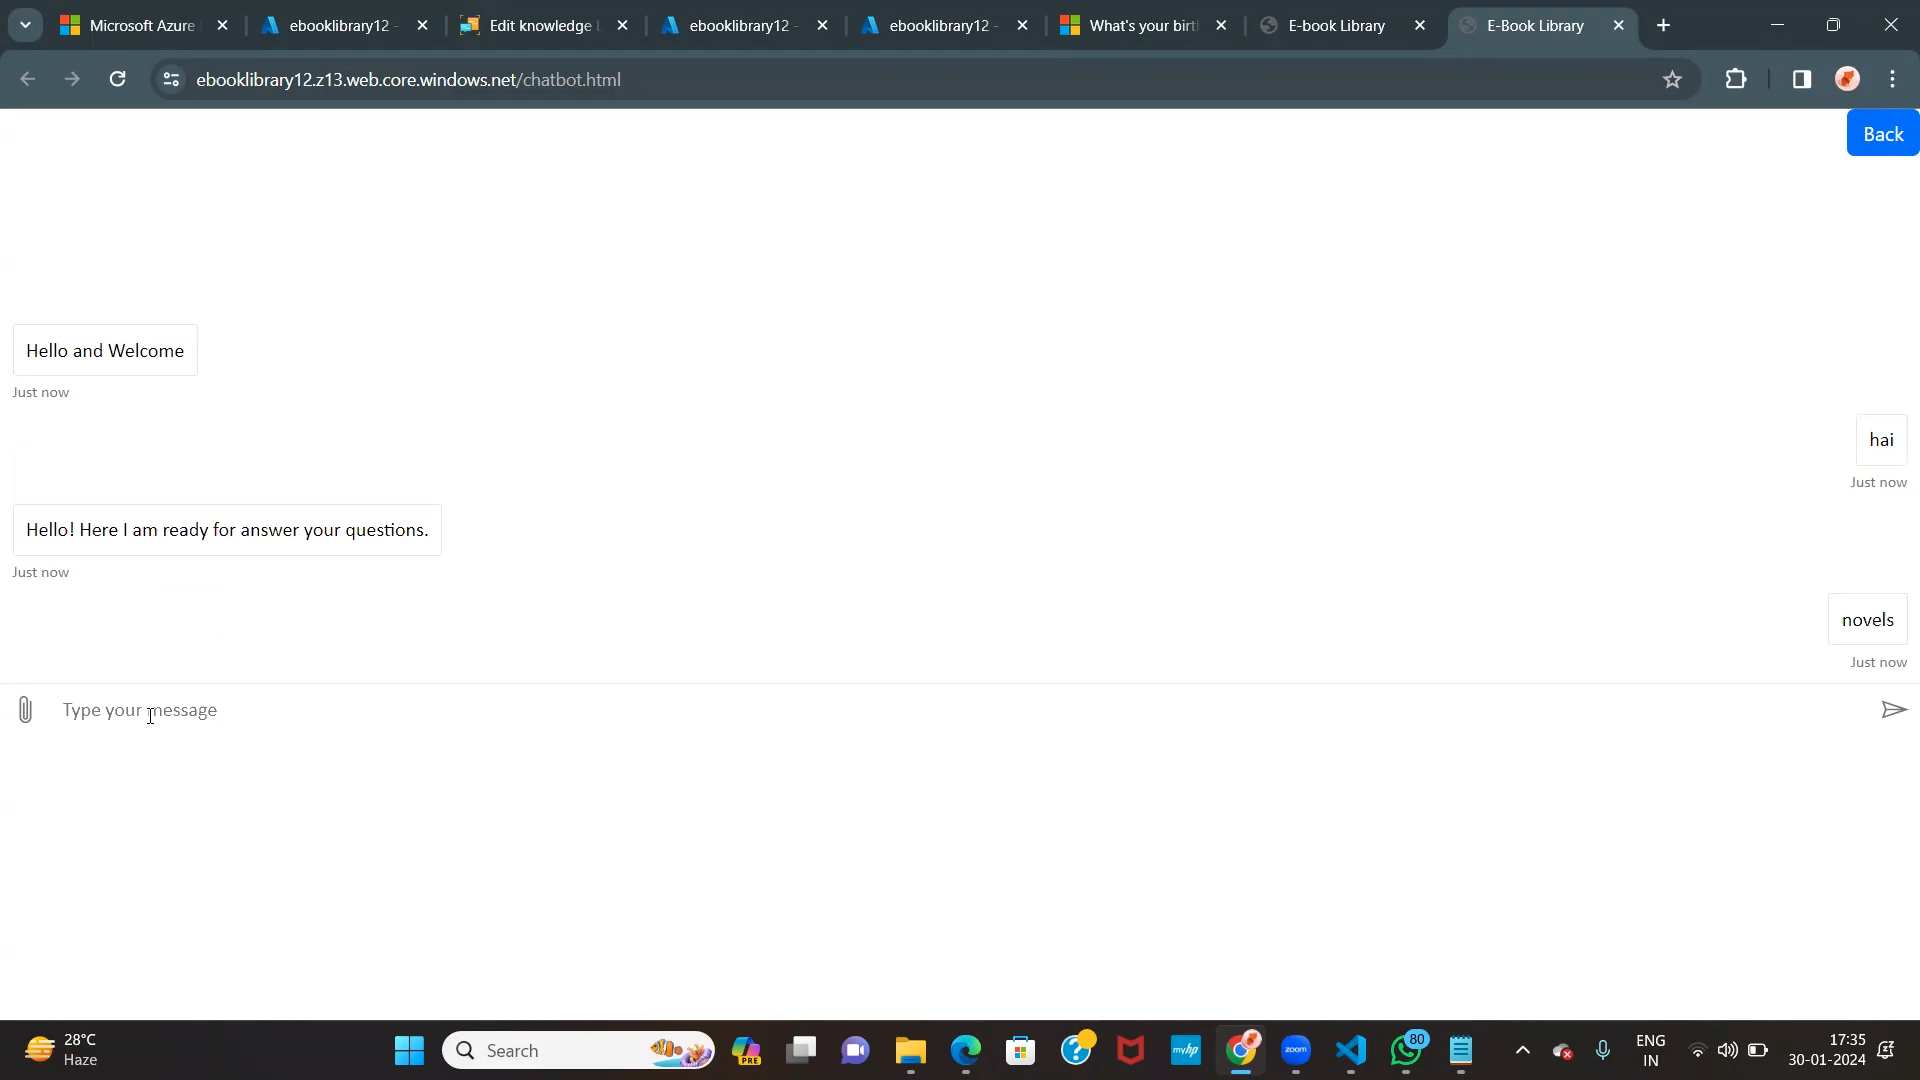 Microsoft Azure
ebooklibrary12 -
Edit knowledge
ebooklibrary12 -
ebooklibrary12 -
What's your birt
E-book Library
E-Book Library
ebooklibrary12.z13.web.core.windows.net/chatbot.html
Back
Hello and Welcome
Just now
hai
Just now
Hello! Here I am ready for answer your questions.
Just now
novels
Just now
Type your message
28°C
Haze
Search
PRE
myhp
zoom
80
ENG
IN
17:35
30-01-2024